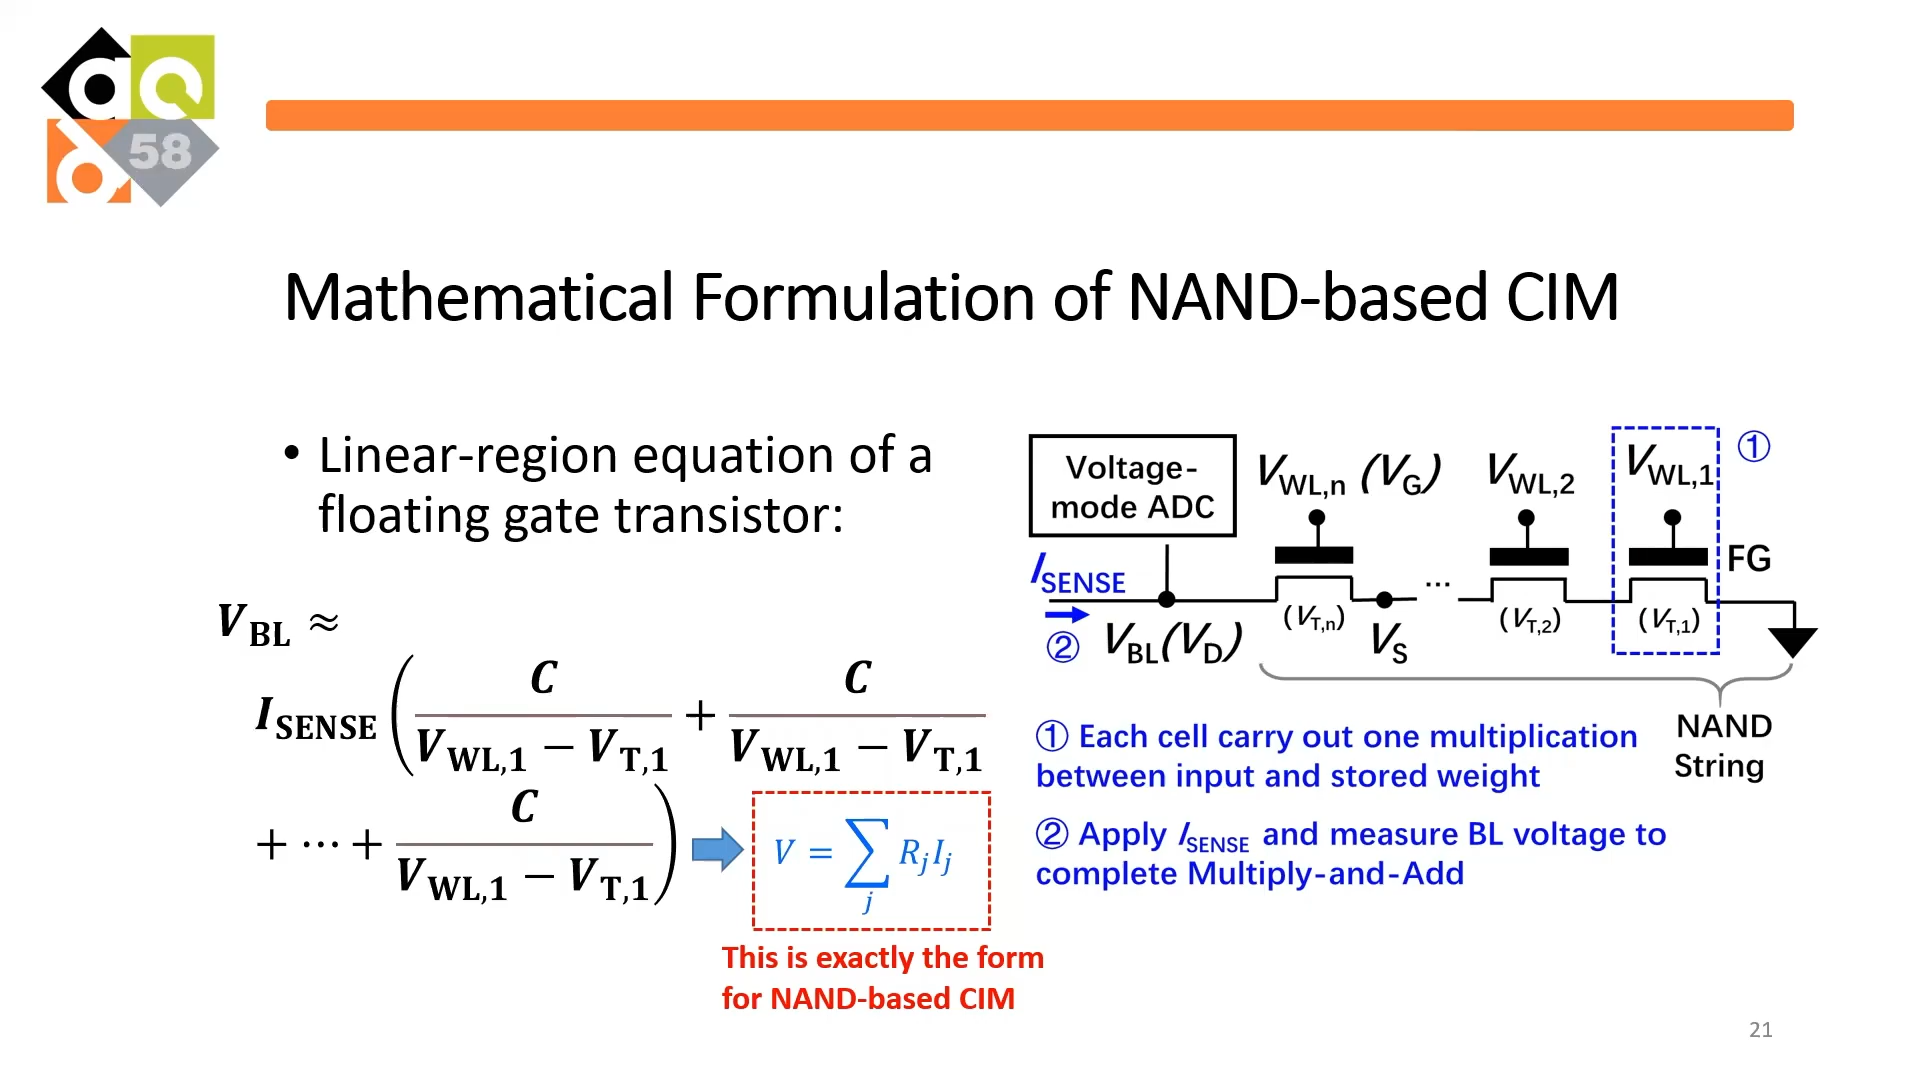 58
Mathematical Formulation of NAND-based CIM
• Linear-region equation of a
floating gate transistor:
V_BL ≈
I_SENSE ( C / (V_WL,1 − V_T,1) + C / (V_WL,1 − V_T,1)
+ ⋯ + C / (V_WL,1 − V_T,1) )
V = ∑_j R_j I_j
This is exactly the form
for NAND-based CIM
Voltage-
mode ADC
V_WL,n (V_G)
V_WL,2
V_WL,1
①
FG
I_SENSE
②
V_BL(V_D)
(V_T,n)
V_S
...
(V_T,2)
(V_T,1)
NAND
String
① Each cell carry out one multiplication
between input and stored weight
② Apply I_SENSE and measure BL voltage to
complete Multiply-and-Add
21